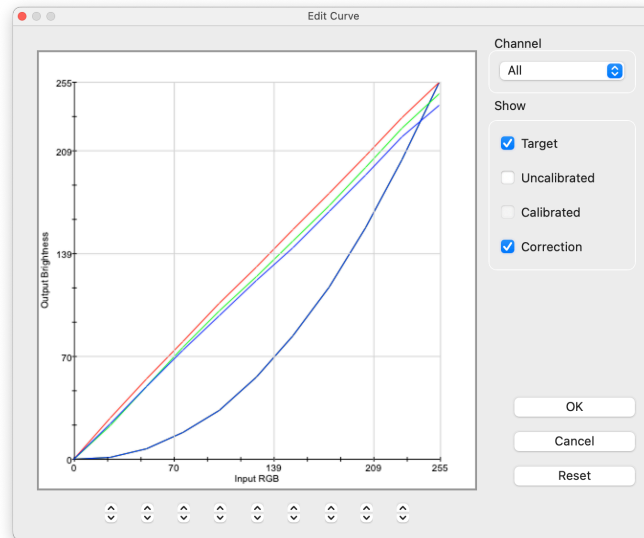 Edit Curve
Channel
All
Show
Target
Uncalibrated
Calibrated
Correction
OK
Cancel
Reset
Output Brightness
255
209
139
70
0
0 70 139 209 255
Input RGB